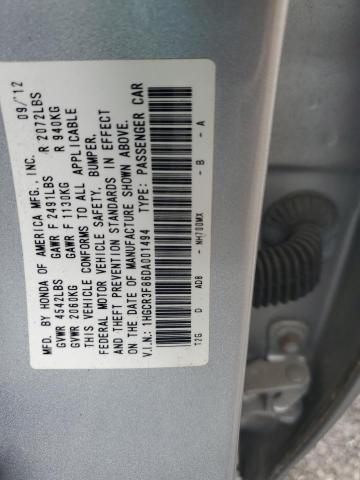 MFD. BY HONDA OF AMERICA MFG., INC. 09/12
GVWR 4542LBS GAWR F 2491LBS R 2072LBS
GVWR 2060KG GAWR F 1130KG R 940KG
THIS VEHICLE CONFORMS TO ALL APPLICABLE
FEDERAL MOTOR VEHICLE SAFETY, BUMPER,
AND THEFT PREVENTION STANDARDS IN EFFECT
ON THE DATE OF MANUFACTURE SHOWN ABOVE.
V.I.N.: 1HGCR3F86DA001494 TYPE: PASSENGER CAR
T2G D AD8 - NH700MX - B - A